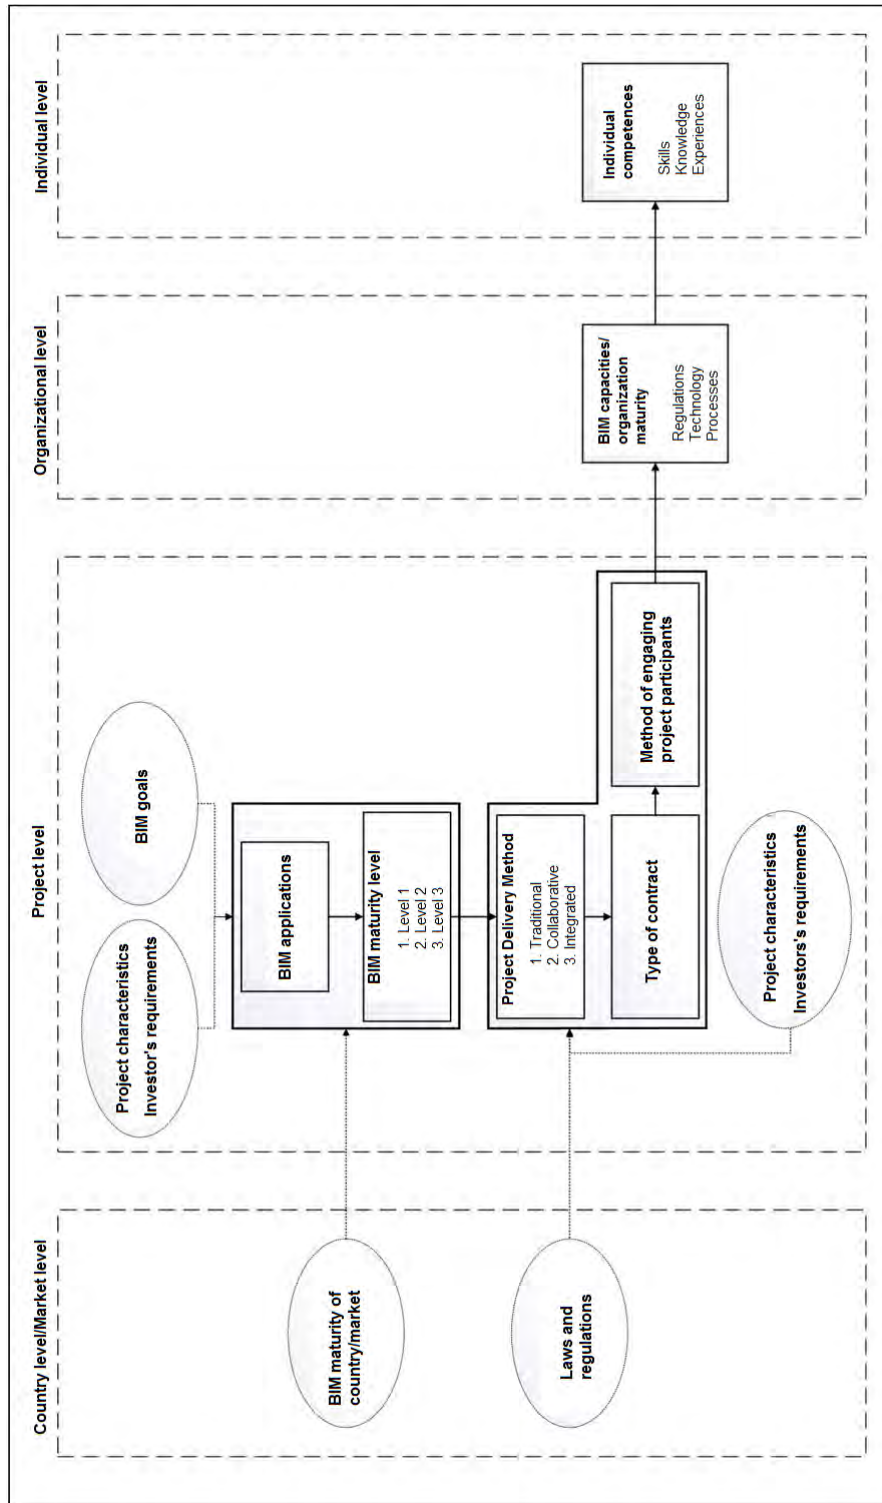 Country level/Market level
BIM maturity of
country/market
Laws and
regulations
Project level
Project characteristics
Investor's requirements
BIM goals
BIM applications
BIM maturity level
1. Level 1
2. Level 2
3. Level 3
Project Delivery Method
1. Traditional
2. Collaborative
3. Integrated
Type of contract
Method of engaging
project participants
Project characteristics
Investors's requirements
Organizational level
BIM capacities/
organization
maturity
Regulations
Technology
Processes
Individual level
Individual
competences
Skills
Knowledge
Experiences